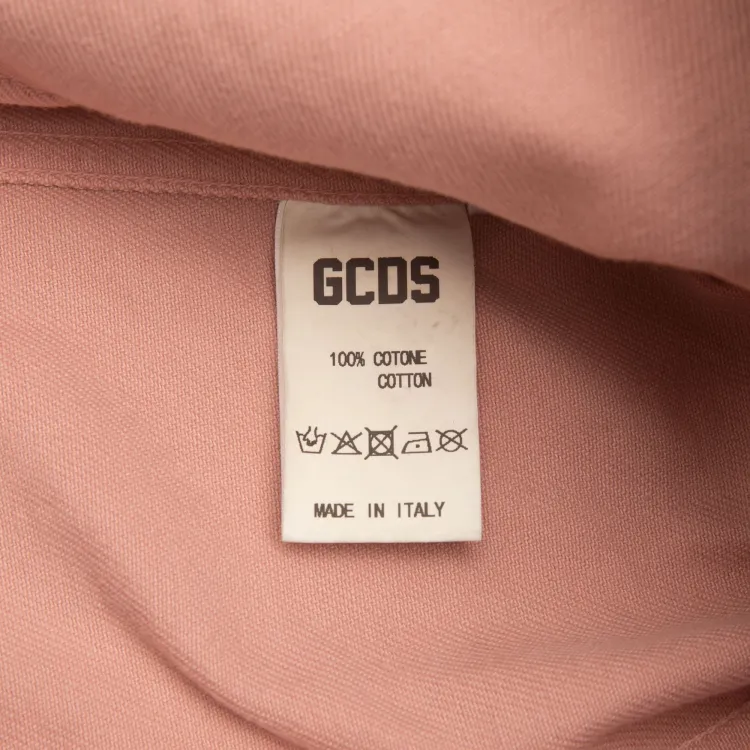 GCDS
100% COTONE
COTTON
MADE IN ITALY